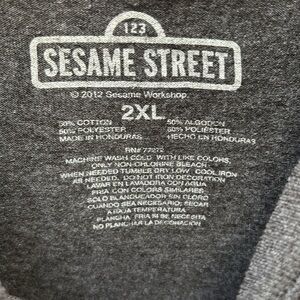 123
SESAME STREET
© 2012 Sesame Workshop.
2XL
50% COTTON 50% ALGODON
50% POLYESTER 50% POLIÉSTER
MADE IN HONDURAS HECHO EN HONDURAS
RN# 77272
MACHINE WASH COLD WITH LIKE COLORS,
ONLY NON-CHLORINE BLEACH
WHEN NEEDED TUMBLE DRY LOW. COOL IRON
AS NEEDED. DO NOT IRON DECORATION
LAVAR EN LAVADORA CON AGUA
FRIA CON COLORES SIMILARES
SOLO BLANQUEADOR SIN CLORO
CUANDO SEA NECESARIO; SECAR
A BAJA TEMPERATURA
PLANCHA FRIA SI SE NECESITA
NO PLANCHAR LA DECORACION